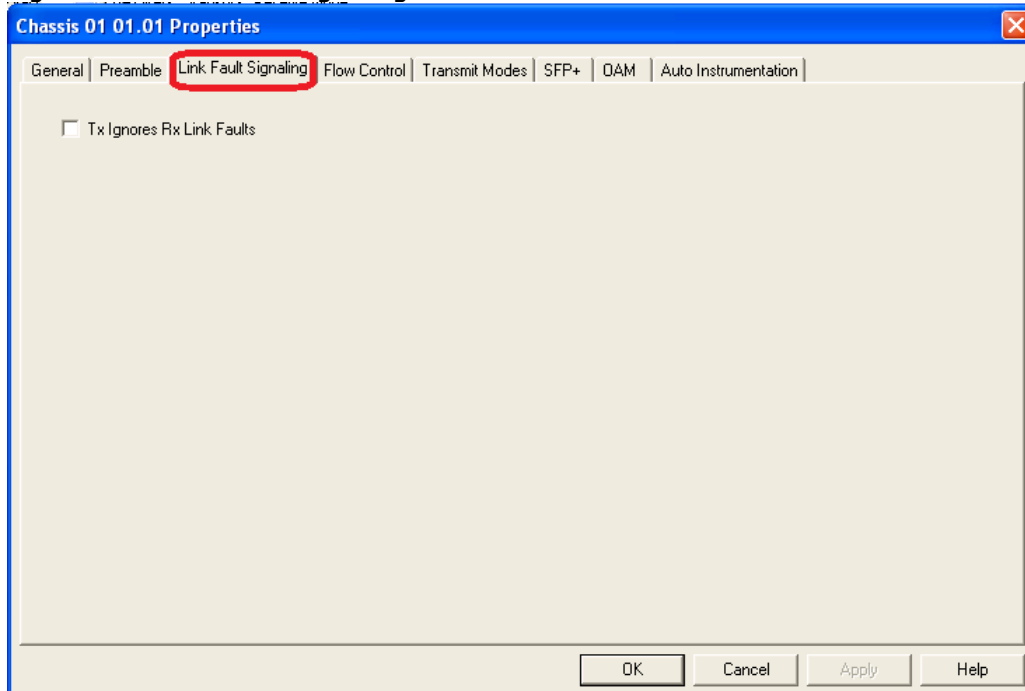 Chassis 01 01.01 Properties
General Preamble Link Fault Signaling Flow Control Transmit Modes SFP+ OAM Auto Instrumentation
Tx Ignores Rx Link Faults
OK Cancel Apply Help